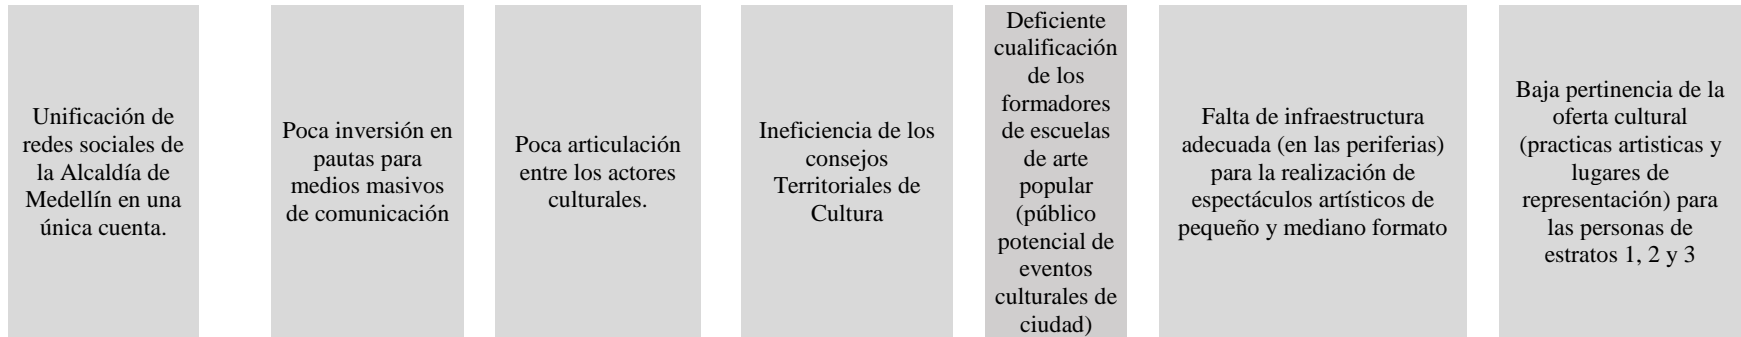 Unificación de
redes sociales de
la Alcaldía de
Medellín en una
única cuenta.
Poca inversión en
pautas para
medios masivos
de comunicación
Poca articulación
entre los actores
culturales.
Ineficiencia de los
consejos
Territoriales de
Cultura
Deficiente
cualificación
de los
formadores
de escuelas
de arte
popular
(público
potencial de
eventos
culturales de
ciudad)
Falta de infraestructura
adecuada (en las periferias)
para la realización de
espectáculos artísticos de
pequeño y mediano formato
Baja pertinencia de la
oferta cultural
(practicas artisticas y
lugares de
representación) para
las personas de
estratos 1, 2 y 3